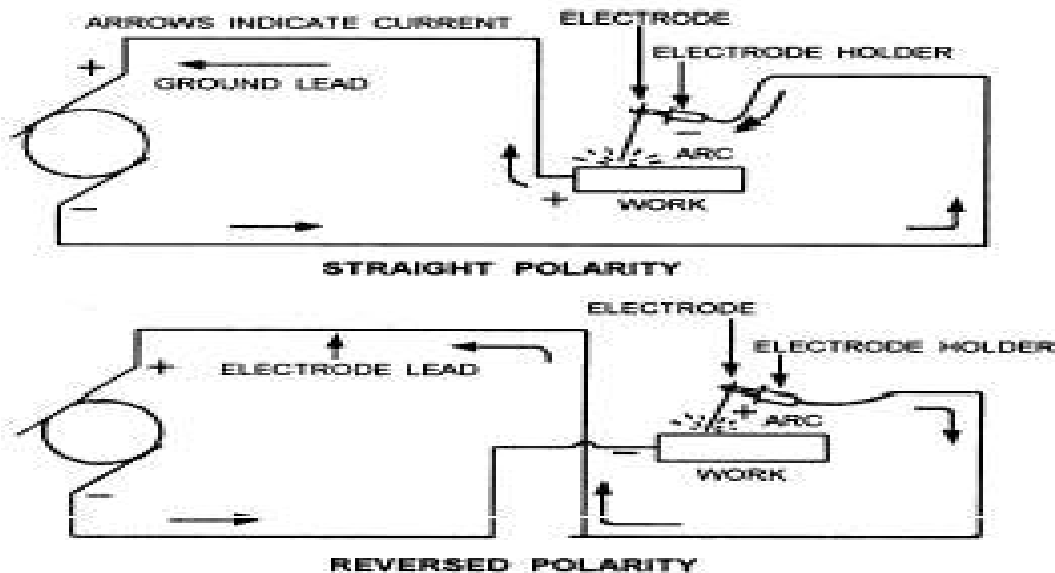 ARROWS INDICATE CURRENT
ELECTRODE
ELECTRODE HOLDER
+
GROUND LEAD
−
ARC
+
WORK
−
STRAIGHT POLARITY
ELECTRODE
ELECTRODE HOLDER
+
ELECTRODE LEAD
+
ARC
−
WORK
−
REVERSED POLARITY